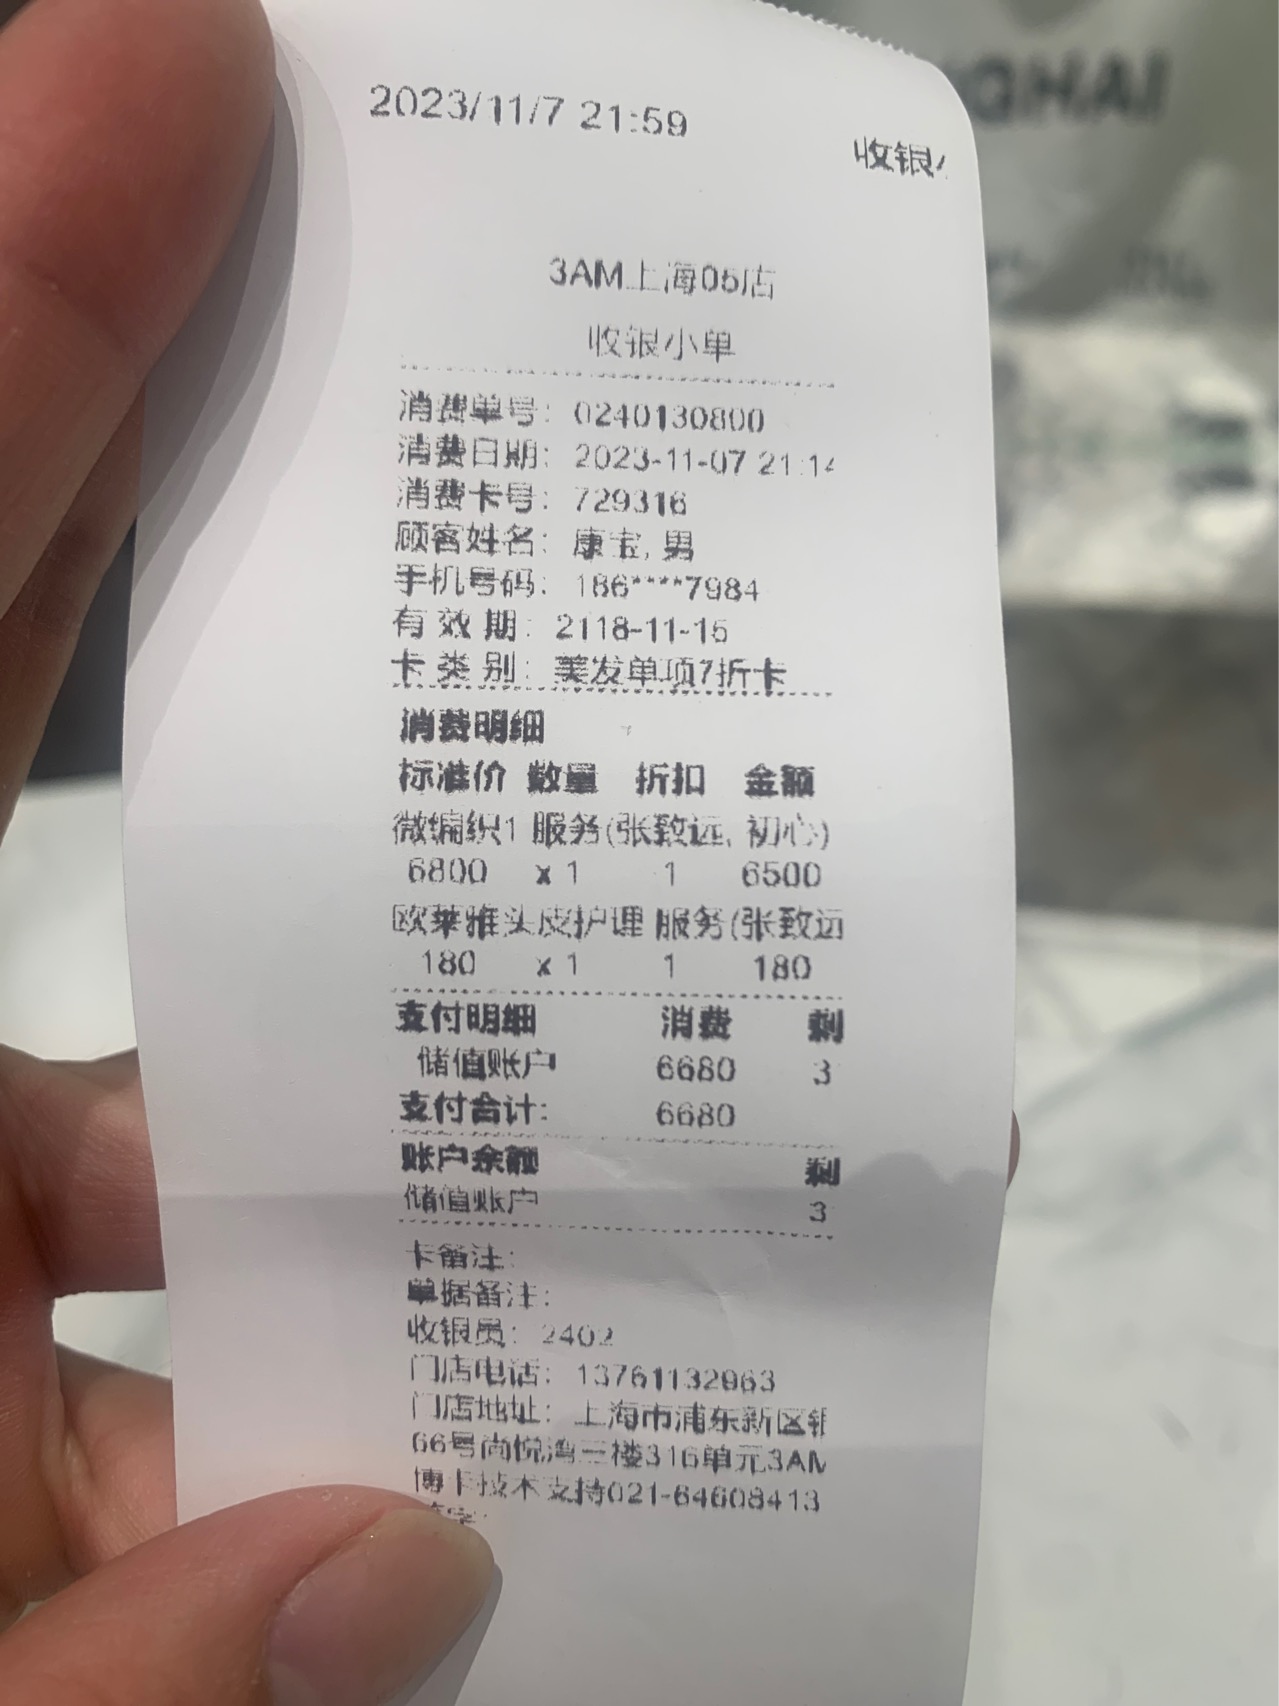 2023/11/7 21:59
收银
3AM上海05店
收银小单
消费单号: 0240130800
消费日期: 2023-11-07 21:14
消费卡号: 729316
顾客姓名: 康宝, 男
手机号码: 186****7984
有 效 期: 2118-11-15
卡 类 别: 美发单项7折卡
消费明细
标准价 数量 折扣 金额
微编织1 服务(张致远, 初心)
6800 x 1 1 6500
欧莱雅头皮护理 服务(张致远
180 x 1 1 180
支付明细 消费 剩
储值账户 6680 3
支付合计: 6680
账户余额 剩
储值账户 3
卡备注:
单据备注:
收银员: 2402
门店电话: 13761132963
门店地址: 上海市浦东新区
66号尚悦湾三楼316单元3AM
博卡技术支持021-64608413
GHAI